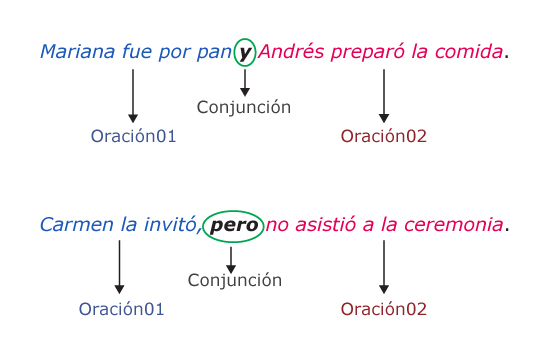 Mariana fue por pan y Andrés preparó la comida.
Conjunción
Oración01
Oración02
Carmen la invitó, pero no asistió a la ceremonia.
Conjunción
Oración01
Oración02